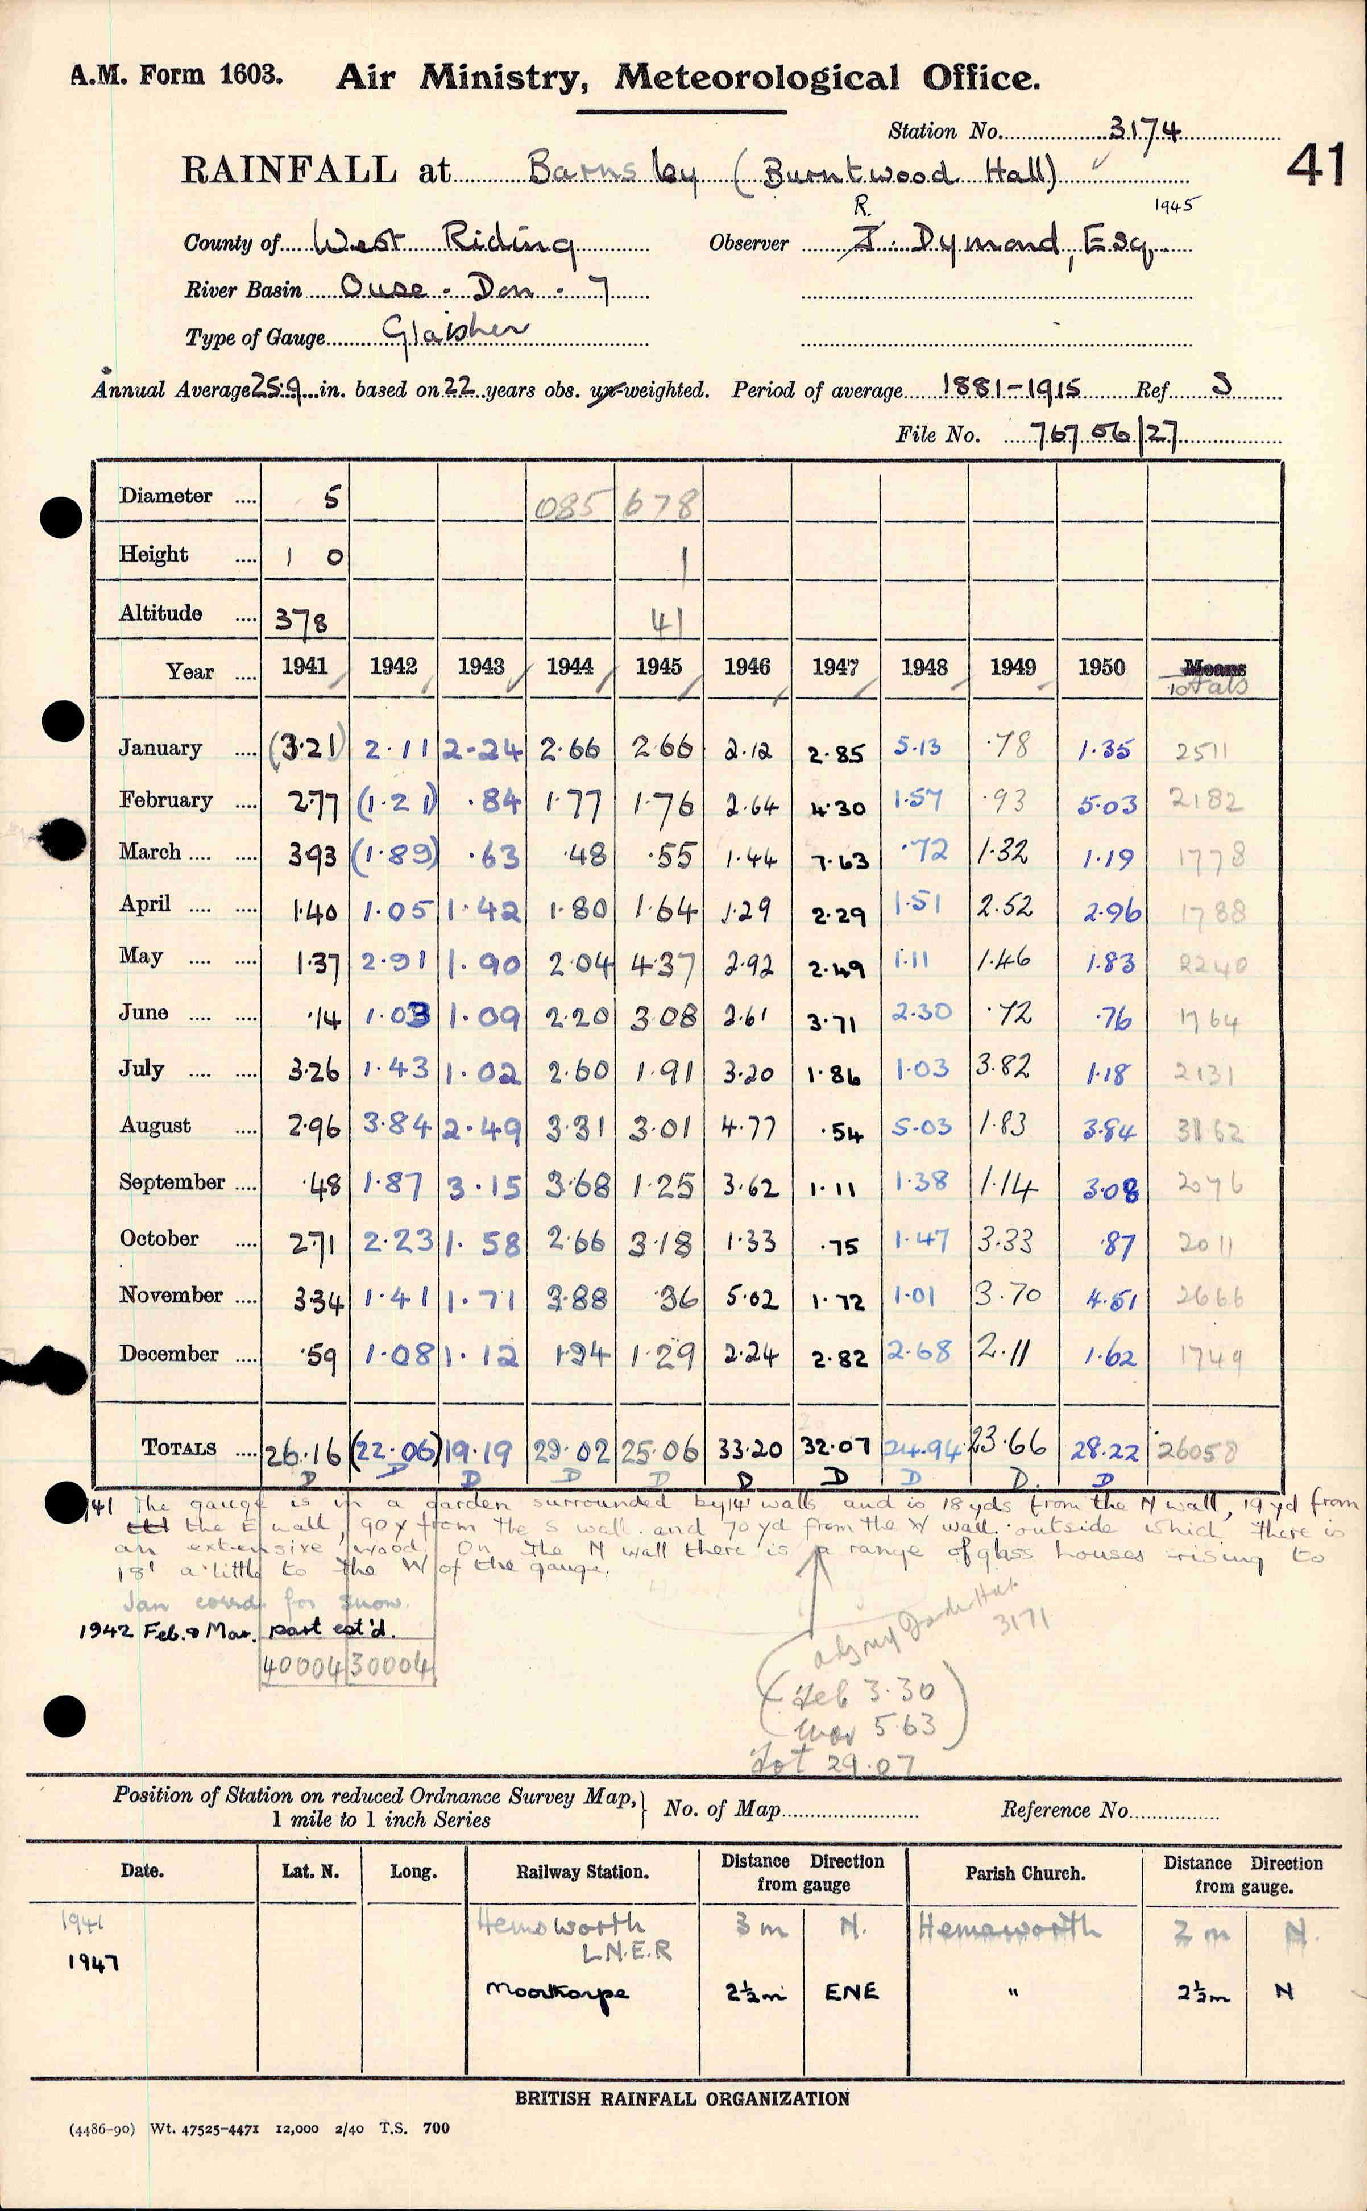 A.M. Form 1603. Air Ministry, Meteorological Office.
Station No. 3174
41
RAINFALL at Barnsley (Burntwood Hall)
R. 1945
County of West Riding Observer J. Dymond, Esq.
River Basin Ouse - Don - 7
Type of Gauge Glaisher
Annual Average 25.9 in. based on 22 years obs. un-weighted. Period of average 1881-1915 Ref S
File No. 767 06/27
Diameter .... 5 085 678
Height .... 1 0 1
Altitude .... 378 41
Year .... 1941 1942 1943 1944 1945 1946 1947 1948 1949 1950 Means
Totals
January .... (3.21) 2.11 2.24 2.66 2.66 2.12 2.85 5.13 .78 1.35 2511
February .... 2.77 (1.21) .84 1.77 1.76 2.64 4.30 1.57 .93 5.03 2182
March .... .... 3.93 (1.89) .63 .48 .55 1.44 7.63 .72 1.32 1.19 1778
April .... .... 1.40 1.05 1.42 1.80 1.64 1.29 2.29 1.51 2.52 2.96 1788
May .... .... 1.37 2.91 1.90 2.04 4.37 2.92 2.49 1.11 1.46 1.83 2240
June .... .... .14 1.03 1.09 2.20 3.08 2.61 3.71 2.30 .72 .76 1764
July .... .... 3.26 1.43 1.02 2.60 1.91 3.20 1.86 1.03 3.82 1.18 2131
August .... 2.96 3.84 2.49 3.31 3.01 4.77 .54 5.03 1.83 3.84 3162
September .... .48 1.87 3.15 3.68 1.25 3.62 1.11 1.38 1.14 3.08 2076
October .... 2.71 2.23 1.58 2.66 3.18 1.33 .75 1.47 3.33 .87 2011
November .... 3.34 1.41 1.71 3.88 .36 5.02 1.72 1.01 3.70 4.51 2666
December .... .59 1.08 1.12 1.94 1.29 2.24 2.82 2.68 2.11 1.62 1749
TOTALS .... 26.16 (22.06) 19.19 29.02 25.06 33.20 32.07 24.94 23.66 28.22 26058
D D D D D D D D D. D
'41 The gauge is in a garden surrounded by 14' walls and is 18 yds from the N wall, 19 yd from
the E wall, 90 y from the S wall and 70 yd from the W wall outside which there is
an extensive wood. On the N wall there is a range of glass houses rising to
18' a little to the W of the gauge.
Jan corrd for snow.
1942 Feb. & Mar. part est'd.
40004 30004
3171
(Feb 3.30
Mar 5.63)
Tot 29.07
Position of Station on reduced Ordnance Survey Map, 1 mile to 1 inch Series } No. of Map Reference No.
Date. Lat. N. Long. Railway Station. Distance Direction from gauge Parish Church. Distance Direction from gauge.
1941 Hemsworth L.N.E.R 3 m N. Hemsworth 2 m N.
1947 Moorthorpe 2½m ENE " 2½m N
BRITISH RAINFALL ORGANIZATION
(4486-90) Wt. 47525-4471 12,000 2/40 T.S. 700